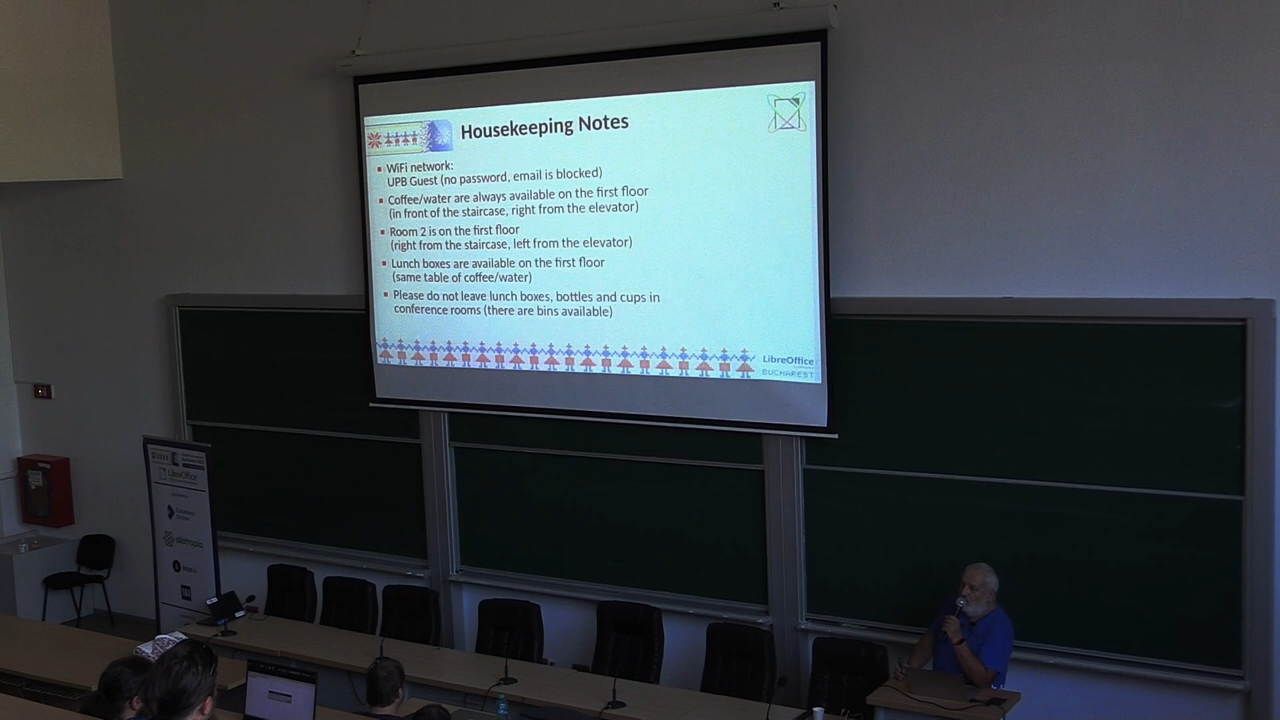 Housekeeping Notes
WiFi network:
UPB Guest (no password, email is blocked)
Coffee/water are always available on the first floor
(in front of the staircase, right from the elevator)
Room 2 is on the first floor
(right from the staircase, left from the elevator)
Lunch boxes are available on the first floor
(same table of coffee/water)
Please do not leave lunch boxes, bottles and cups in
conference rooms (there are bins available)
LibreOffice
BUCHAREST
LibreOffice
allotropia